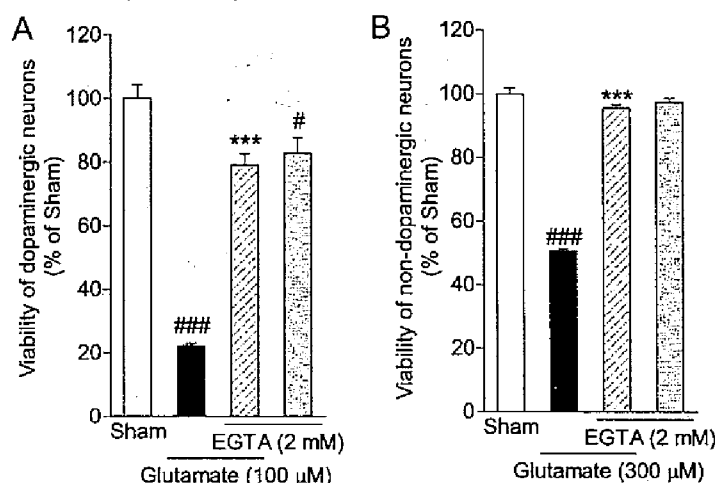 A
Viability of dopaminergic neurons
(% of Sham)
120
100
80
60
40
20
0
###
***
#
Sham
EGTA (2 mM)
Glutamate (100 µM)
B
Viability of non-dopaminergic neurons
(% of Sham)
120
100
80
60
40
20
0
###
***
Sham
EGTA (2 mM)
Glutamate (300 µM)